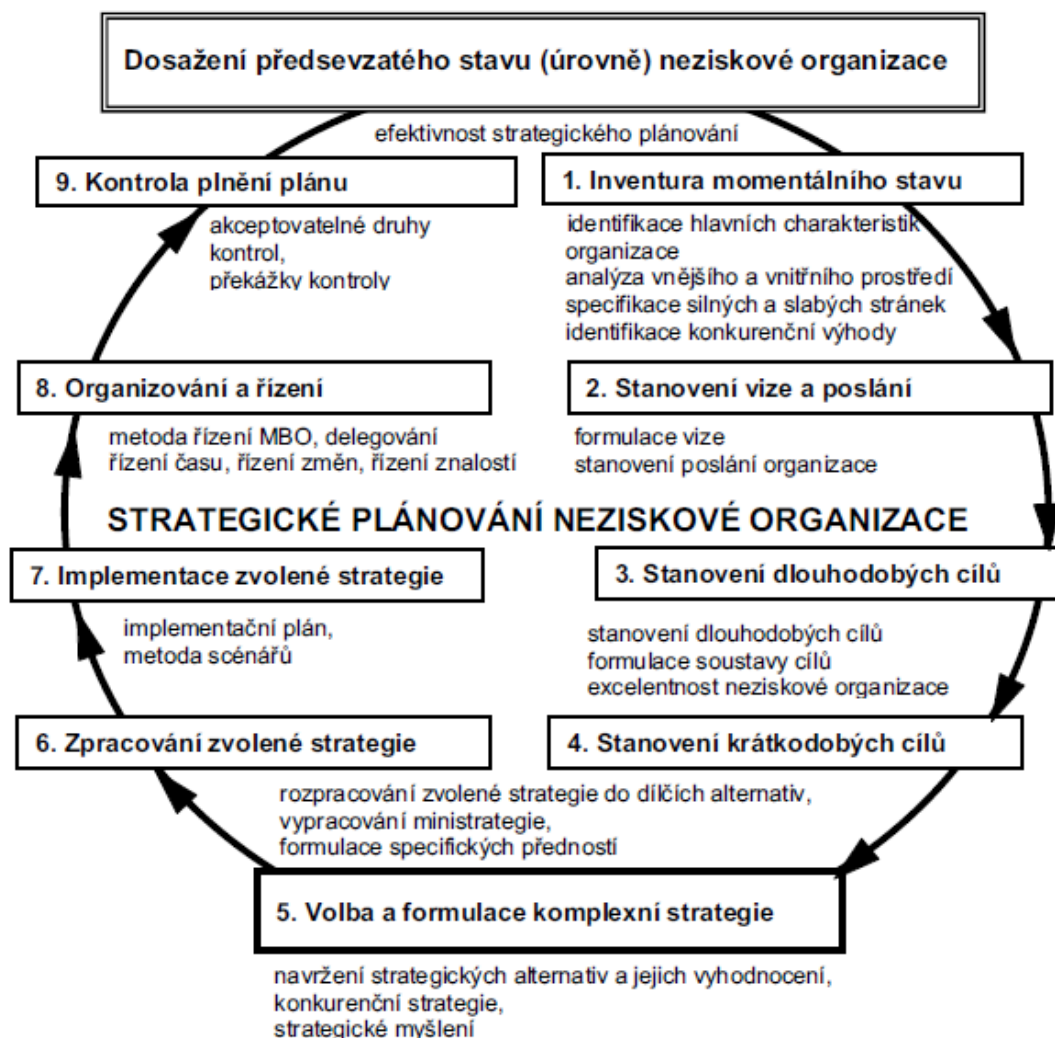 Dosažení předsevzatého stavu (úrovně) neziskové organizace
efektivnost strategického plánování
9. Kontrola plnění plánu
akceptovatelné druhy
kontrol,
překážky kontroly
1. Inventura momentálního stavu
identifikace hlavních charakteristik
organizace
analýza vnějšího a vnitřního prostředí
specifikace silných a slabých stránek
identifikace konkurenční výhody
8. Organizování a řízení
metoda řízení MBO, delegování
řízení času, řízení změn, řízení znalostí
2. Stanovení vize a poslání
formulace vize
stanovení poslání organizace
STRATEGICKÉ PLÁNOVÁNÍ NEZISKOVÉ ORGANIZACE
7. Implementace zvolené strategie
implementační plán,
metoda scénářů
3. Stanovení dlouhodobých cílů
stanovení dlouhodobých cílů
formulace soustavy cílů
excelentnost neziskové organizace
6. Zpracování zvolené strategie
4. Stanovení krátkodobých cílů
rozpracování zvolené strategie do dílčích alternativ,
vypracování ministrategie,
formulace specifických předností
5. Volba a formulace komplexní strategie
navržení strategických alternativ a jejich vyhodnocení,
konkurenční strategie,
strategické myšlení